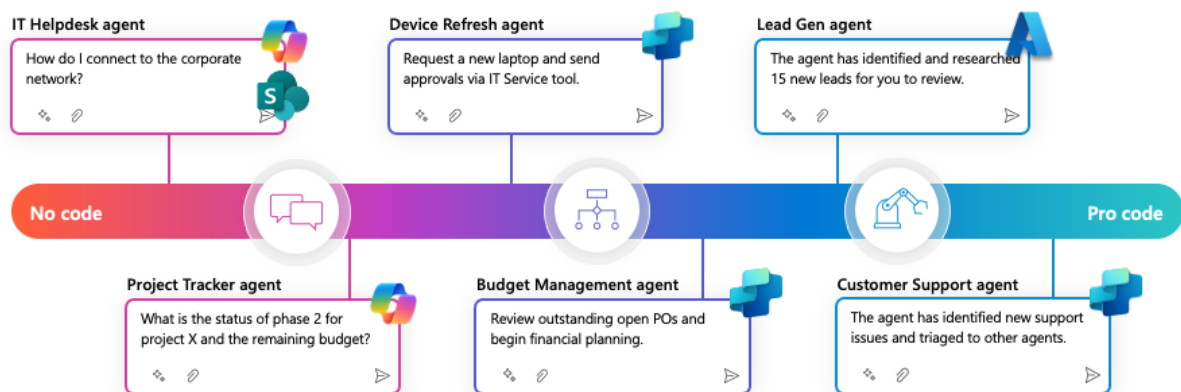 IT Helpdesk agent
How do I connect to the corporate
network?
S
Device Refresh agent
Request a new laptop and send
approvals via IT Service tool.
Lead Gen agent
The agent has identified and researched
15 new leads for you to review.
No code
Pro code
Project Tracker agent
What is the status of phase 2 for
project X and the remaining budget?
Budget Management agent
Review outstanding open POs and
begin financial planning.
Customer Support agent
The agent has identified new support
issues and triaged to other agents.